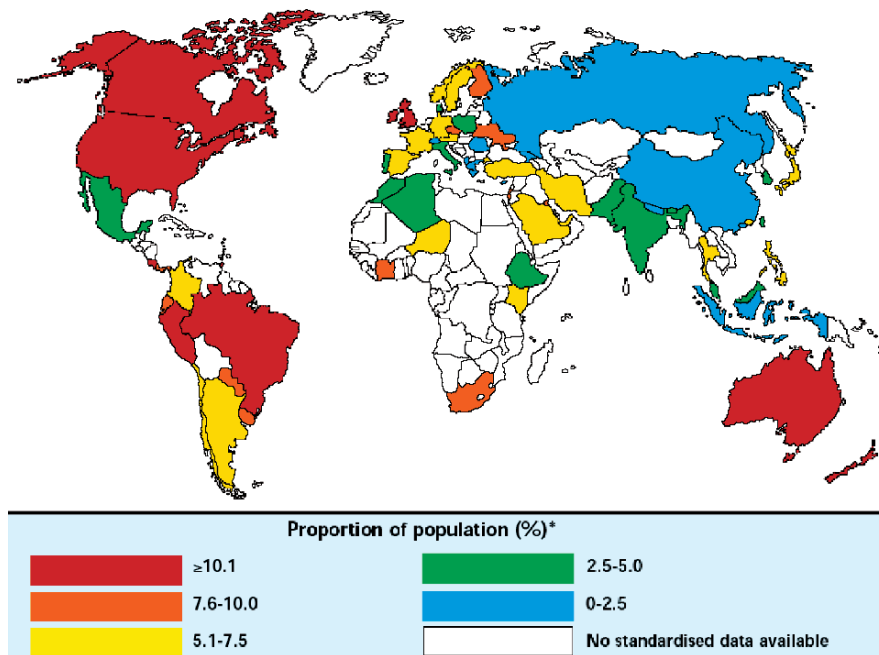 Proportion of population (%)*
≥10.1
7.6-10.0
5.1-7.5
2.5-5.0
0-2.5
No standardised data available